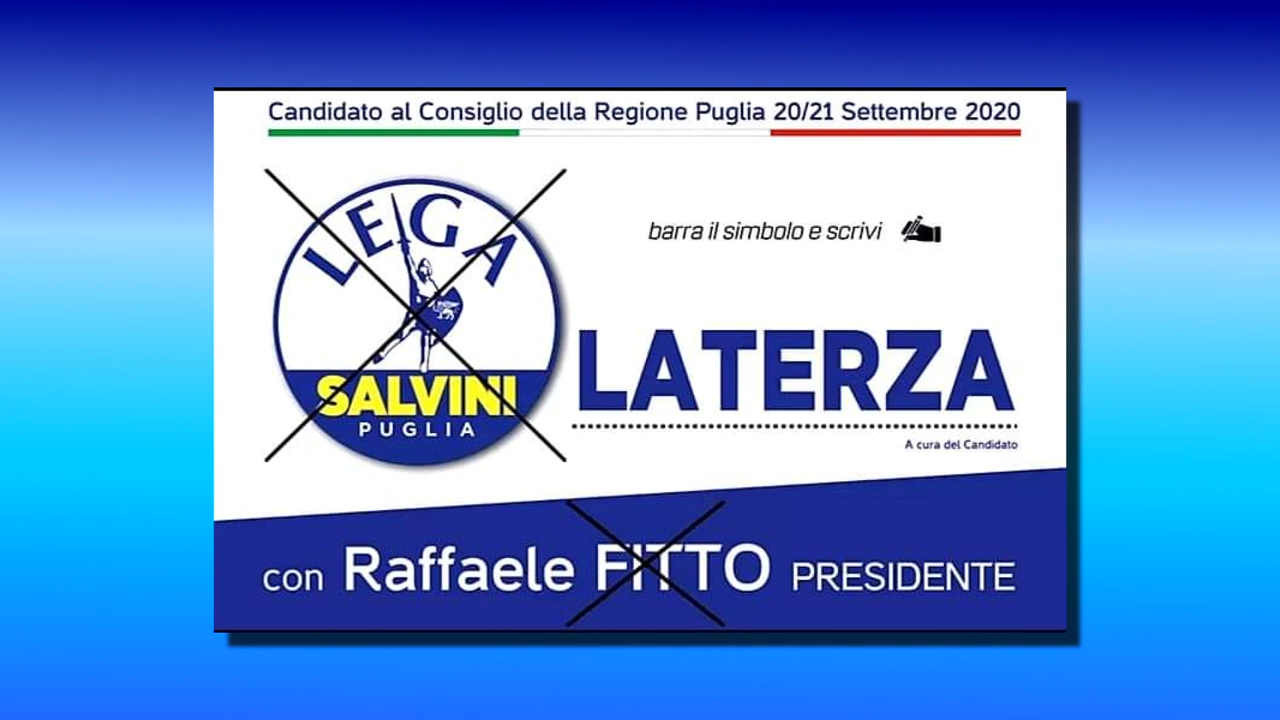 Candidato al Consiglio della Regione Puglia 20/21 Settembre 2020
LEGA
SALVINI
PUGLIA
barra il simbolo e scrivi
LATERZA
A cura del Candidato
con Raffaele FITTO PRESIDENTE